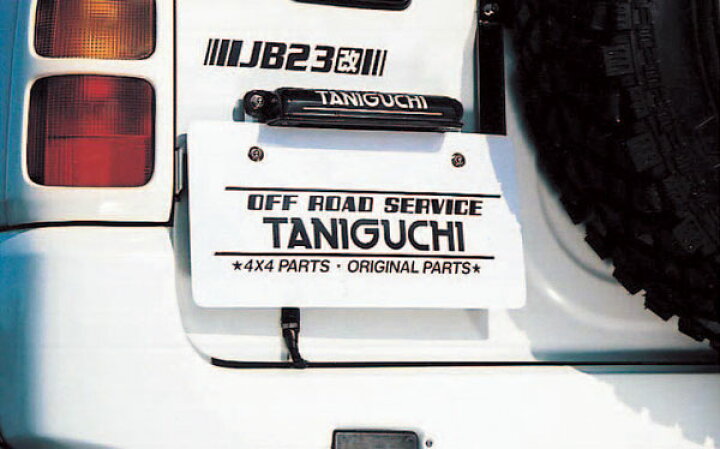 JB23改
TANIGUCHI
OFF ROAD SERVICE
TANIGUCHI
★4X4 PARTS・ORIGINAL PARTS★